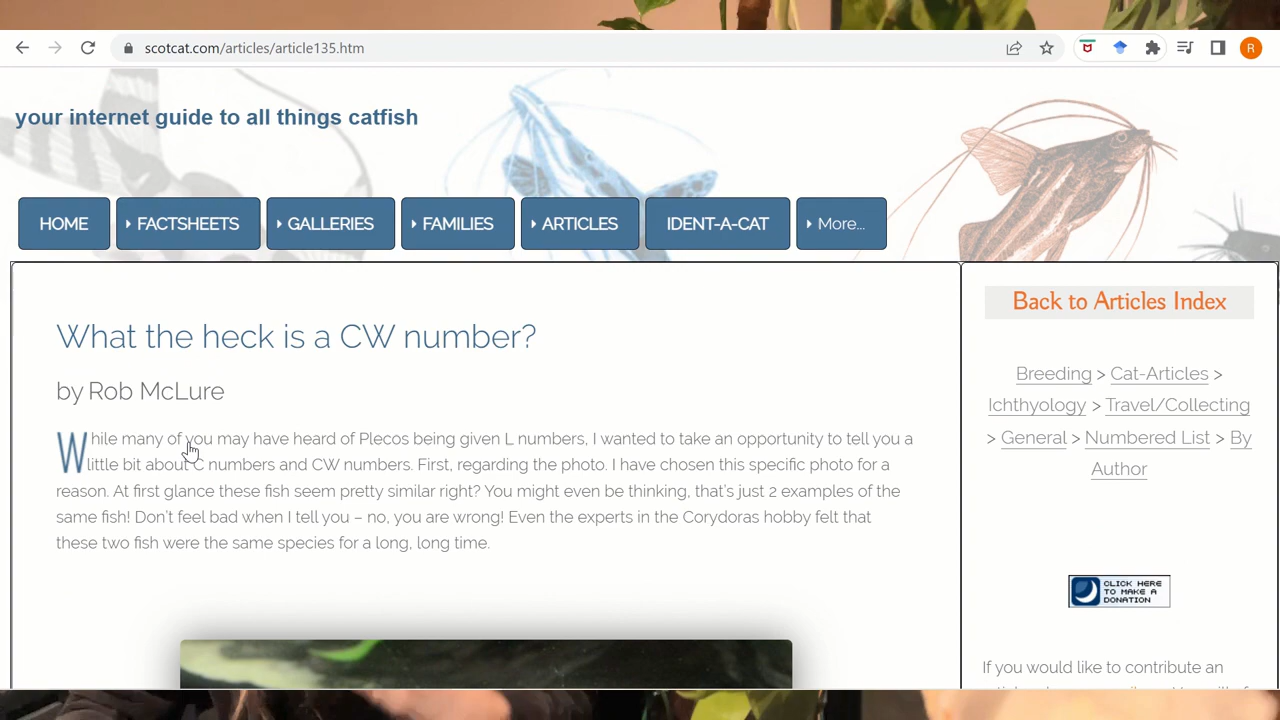 scotcat.com/articles/article135.htm
R
your internet guide to all things catfish
HOME
FACTSHEETS
GALLERIES
FAMILIES
ARTICLES
IDENT-A-CAT
More...
What the heck is a CW number?
by Rob McLure
While many of you may have heard of Plecos being given L numbers, I wanted to take an opportunity to tell you a
little bit about C numbers and CW numbers. First, regarding the photo. I have chosen this specific photo for a
reason. At first glance these fish seem pretty similar right? You might even be thinking, that's just 2 examples of the
same fish! Don't feel bad when I tell you – no, you are wrong! Even the experts in the Corydoras hobby felt that
these two fish were the same species for a long, long time.
Back to Articles Index
Breeding > Cat-Articles >
Ichthyology > Travel/Collecting
> General > Numbered List > By
Author
CLICK HERE
TO MAKE A
DONATION
If you would like to contribute an